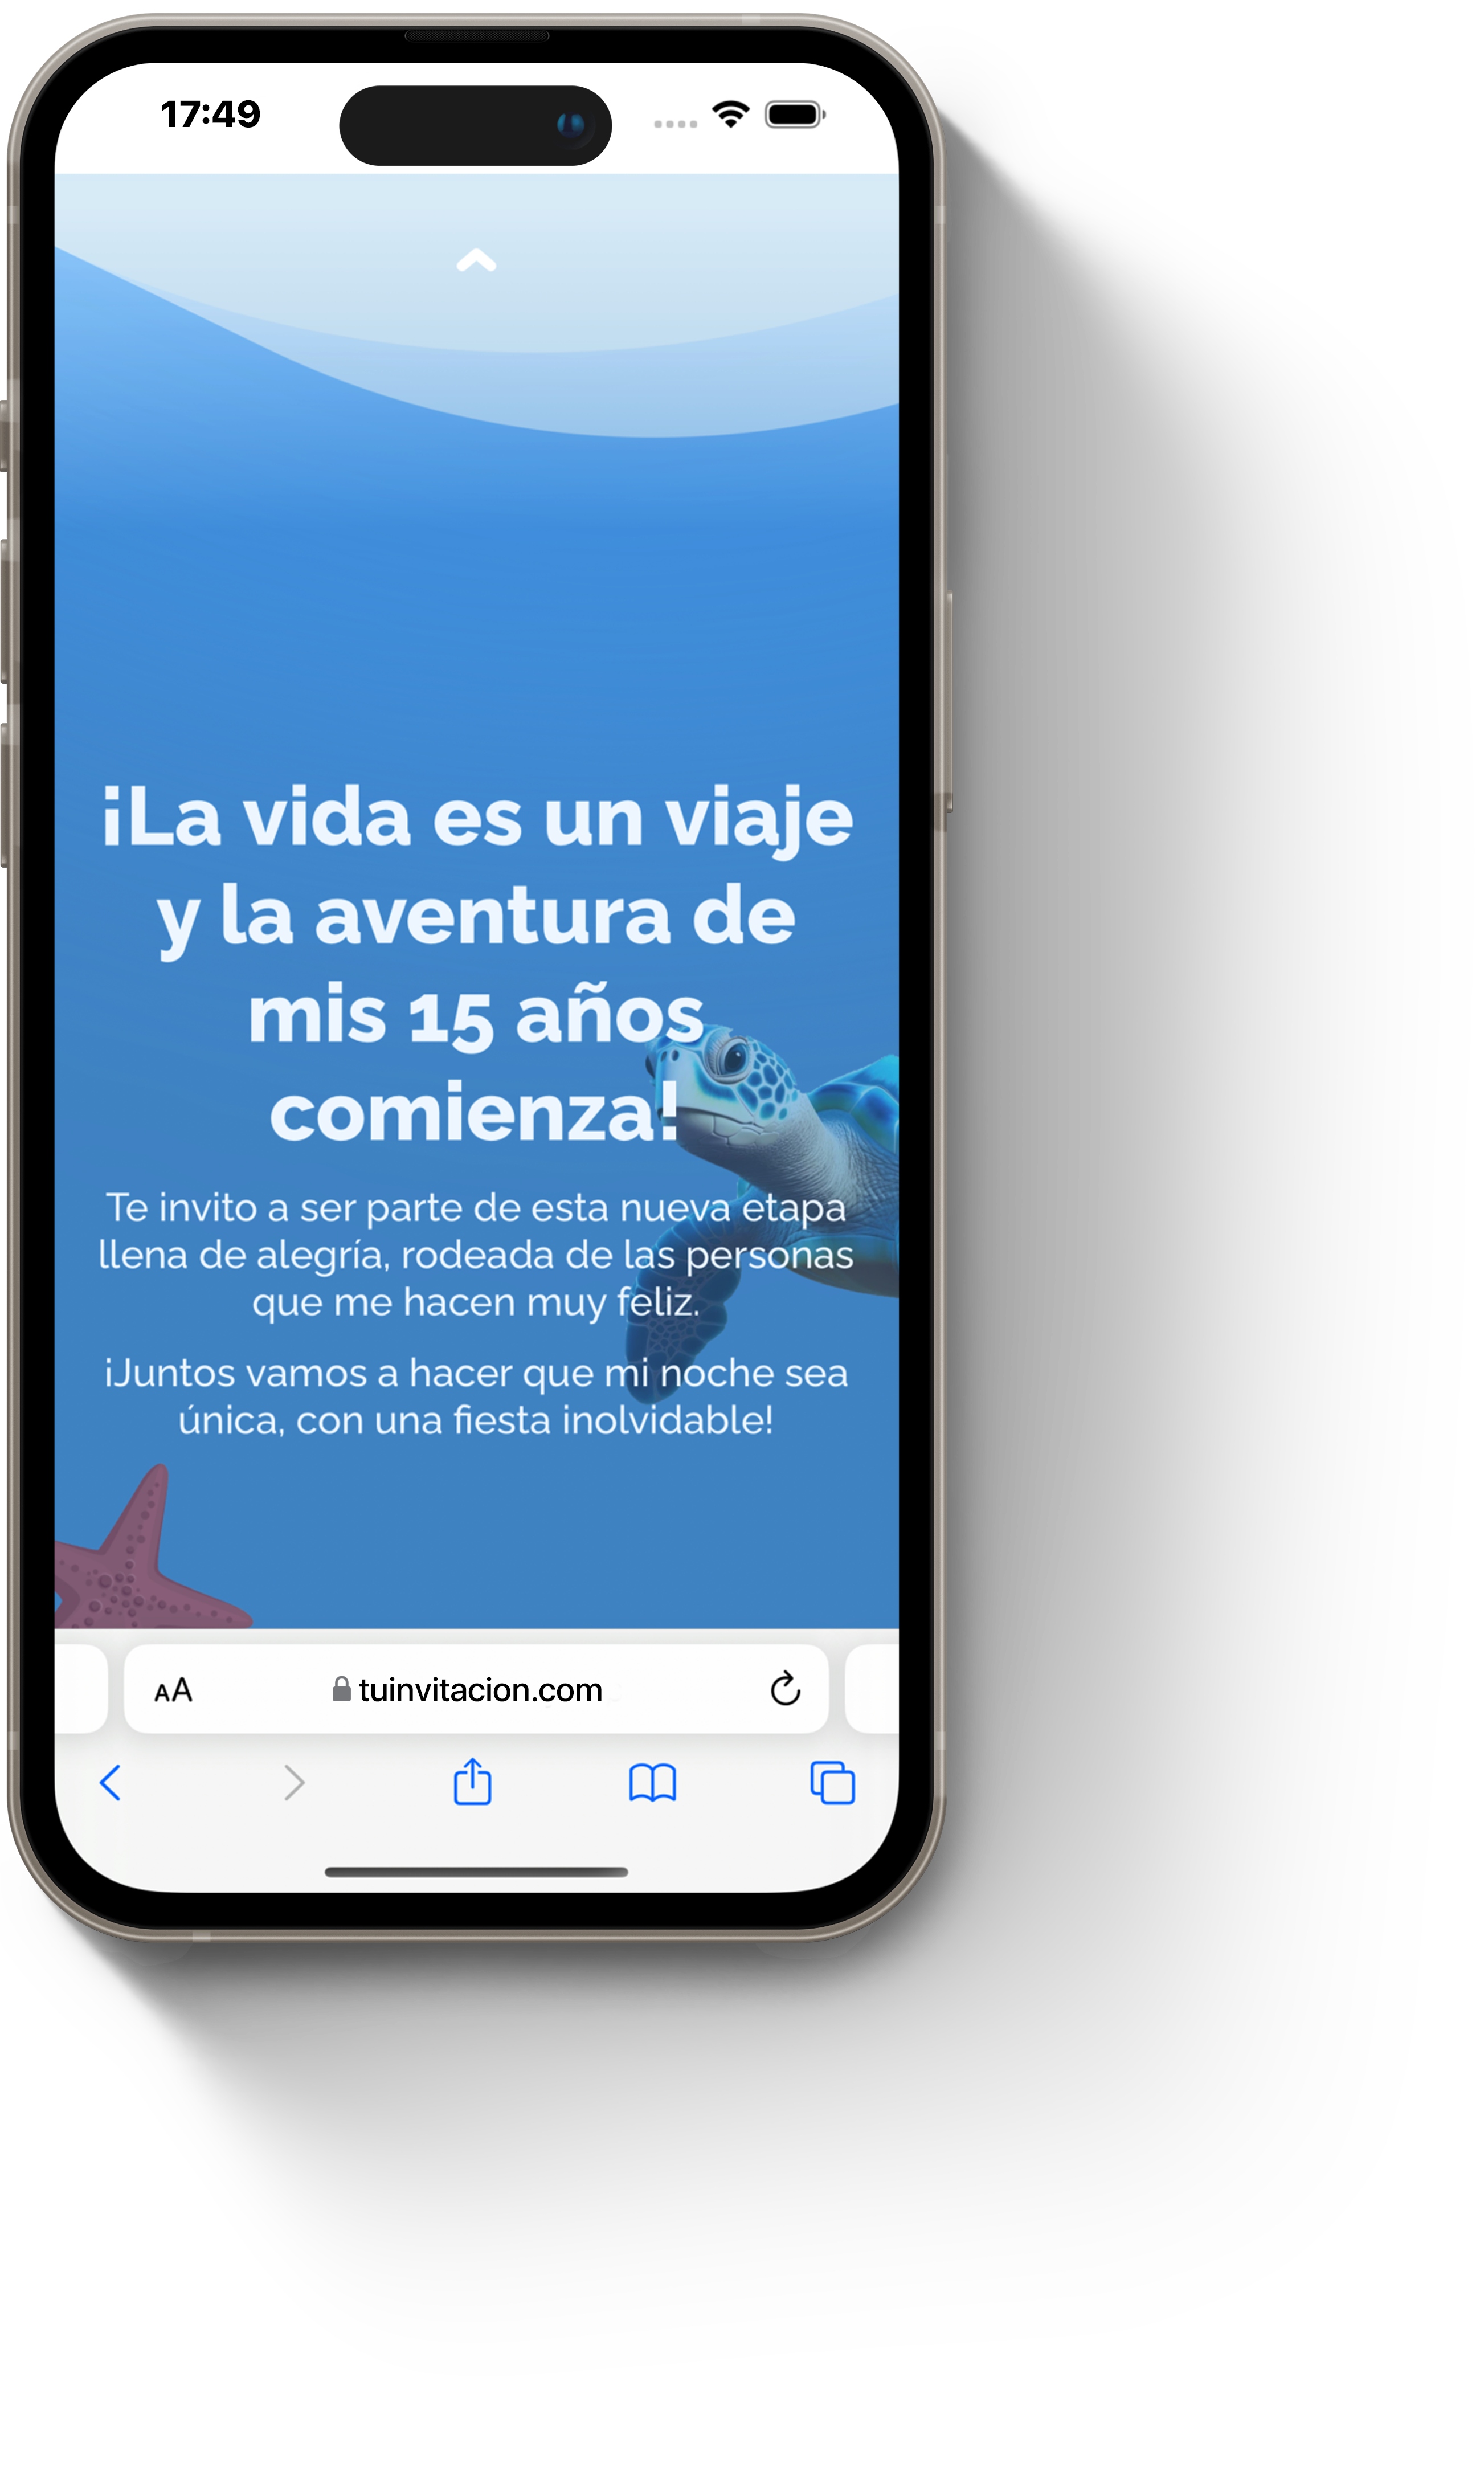 17:49
¡La vida es un viaje
y la aventura de
mis 15 años
comienza!
Te invito a ser parte de esta nueva etapa
llena de alegría, rodeada de las personas
que me hacen muy feliz.
¡Juntos vamos a hacer que mi noche sea
única, con una fiesta inolvidable!
AA tuinvitacion.com